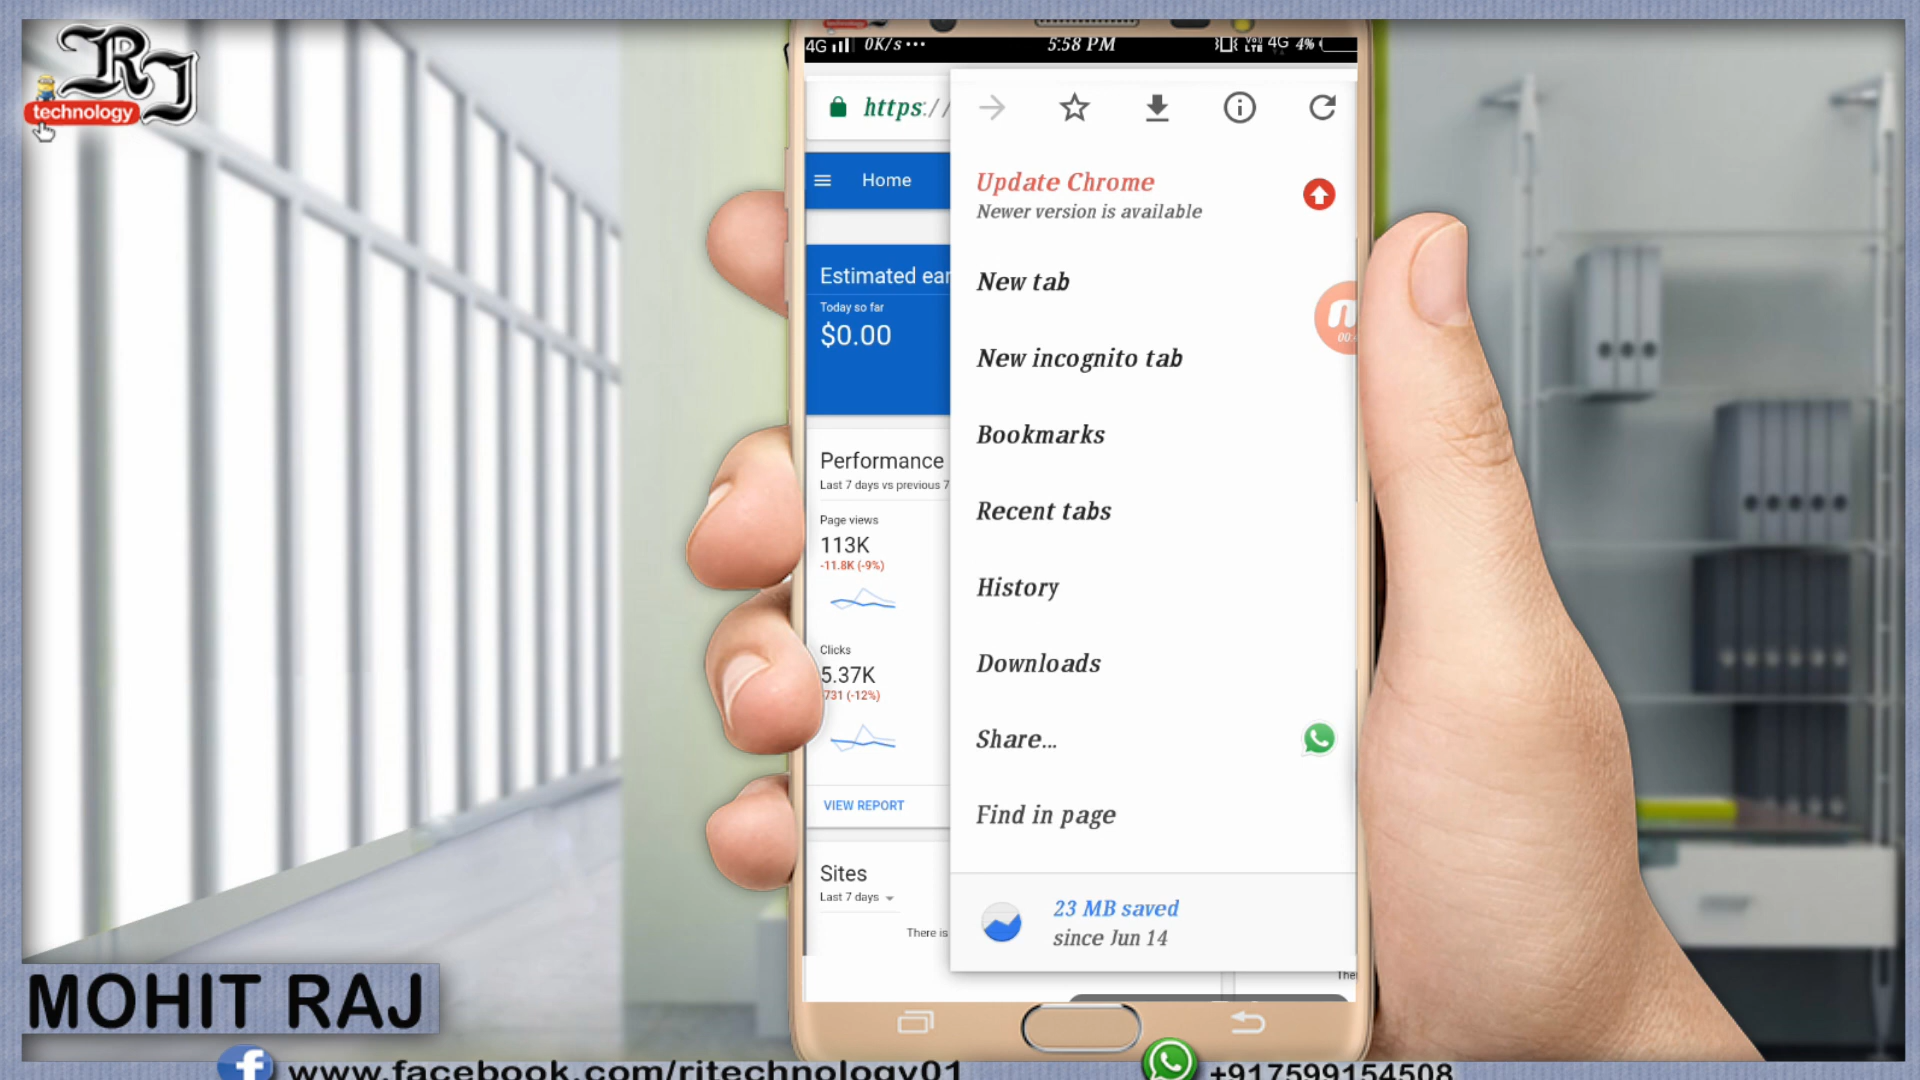 RJ
technology
4G 0K/s ••• 5:58 PM VoD LTE 4G 4%
https://
Update Chrome
Newer version is available
Home
New tab
Estimated ear
Today so far
$0.00
New incognito tab
Bookmarks
Performance
Last 7 days vs previous 7
Recent tabs
Page views
113K
-11.8K (-9%)
History
Clicks
5.37K
731 (-12%)
Downloads
Share...
VIEW REPORT
Find in page
Sites
Last 7 days
There is
23 MB saved
since Jun 14
MOHIT RAJ
www.facebook.com/rjtechnology01
+917599154508